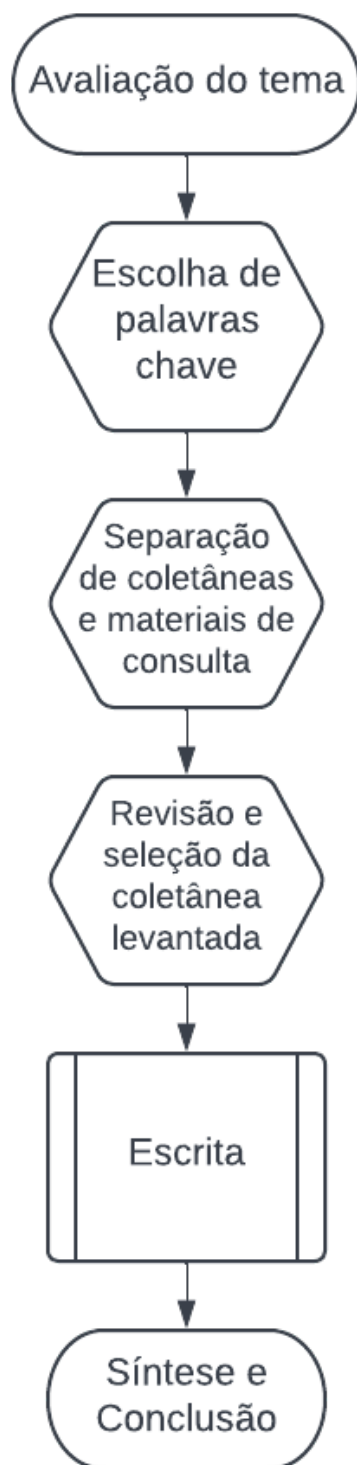 Avaliação do tema
Escolha de
palavras
chave
Separação
de coletâneas
e materiais de
consulta
Revisão e
seleção da
coletânea
levantada
Escrita
Síntese e
Conclusão